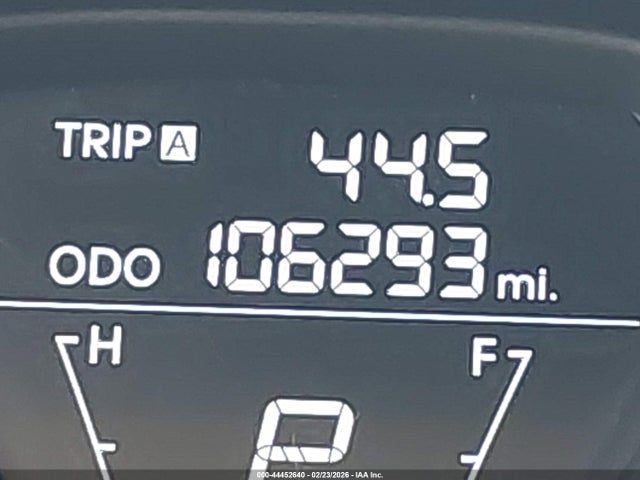 TRIP A 44.5
ODO 106293 mi.
H F
P
000-44452640 - 02/23/2026 - IAA Inc.